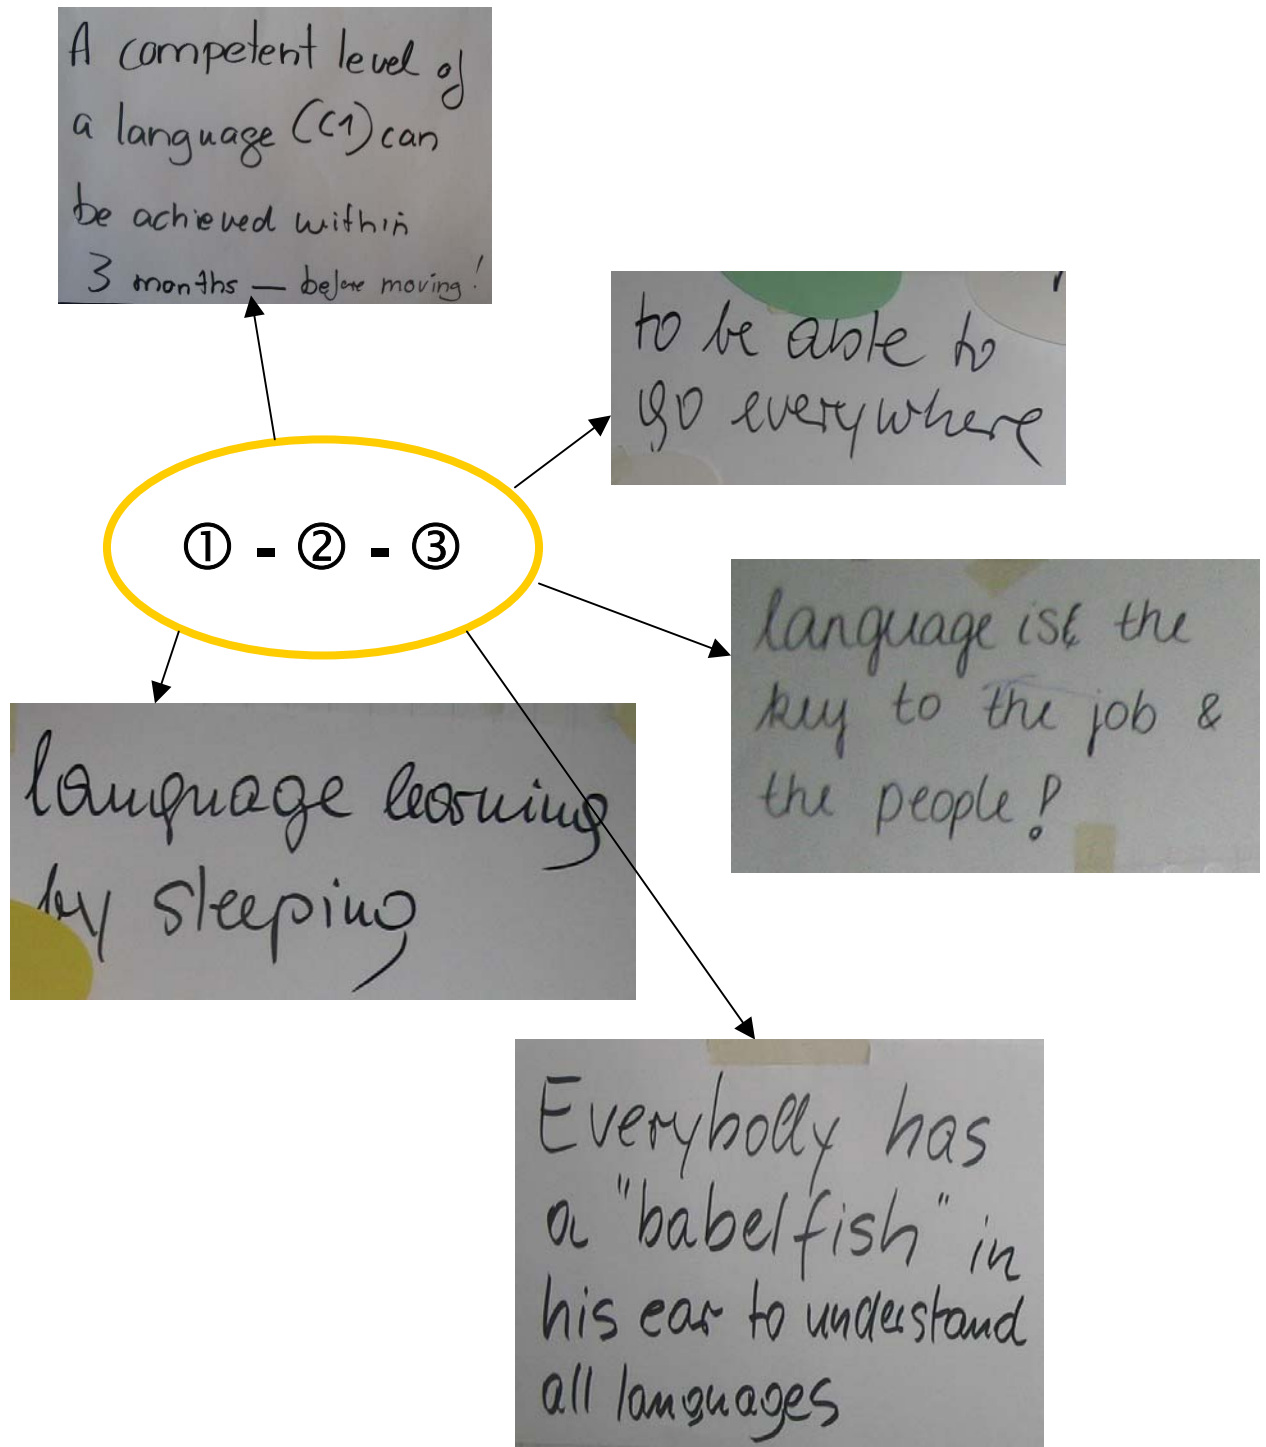 A competent level of
a language (C1) can
be achieved within
3 months — before moving!
to be able to
go everywhere
① - ② - ③
language is the
key to the job &
the people!
language learning
by sleeping
Everybody has
a "babelfish" in
his ear to understand
all languages